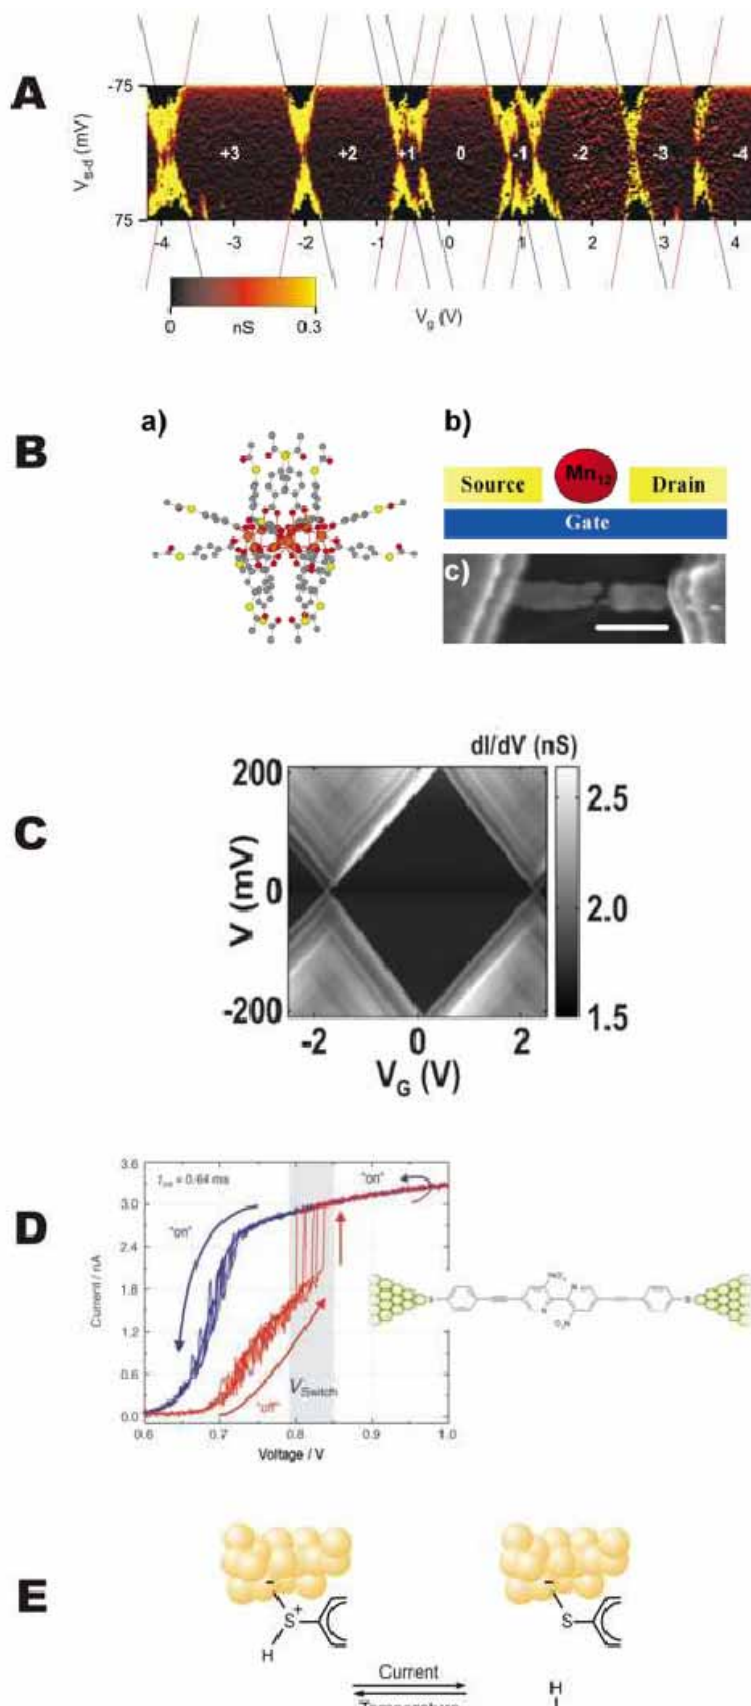 A
-75
V_s-d (mV)
+3 +2 +1 0 -1 -2 -3 -4
75
-4 -3 -2 -1 0 1 2 3 4
0 nS 0.3
V_g (V)
B
a)
b)
Source Mn12 Drain
Gate
c)
C
dI/dV (nS)
200
0
-200
V (mV)
2.5
2.0
1.5
-2 0 2
V_G (V)
D
3.6
3.0
2.4
1.8
1.2
0.6
0.0
Current / nA
= 0.64 ms
"on"
"on"
"off"
V_Switch
0.6 0.7 0.8 0.9 1.0
Voltage / V
S
N
N
O2N
S
E
S+
H
S
Current
H